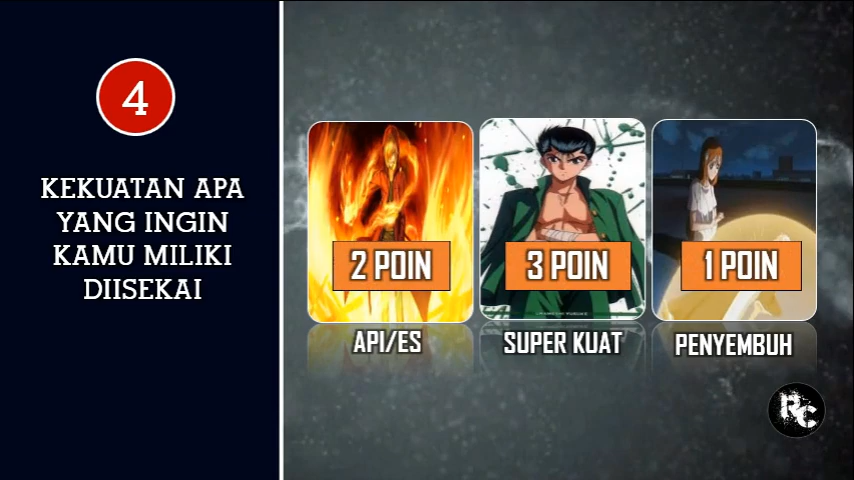 4
KEKUATAN APA
YANG INGIN
KAMU MILIKI
DIISEKAI
2 POIN
3 POIN
1 POIN
API/ES
SUPER KUAT
PENYEMBUH
RC